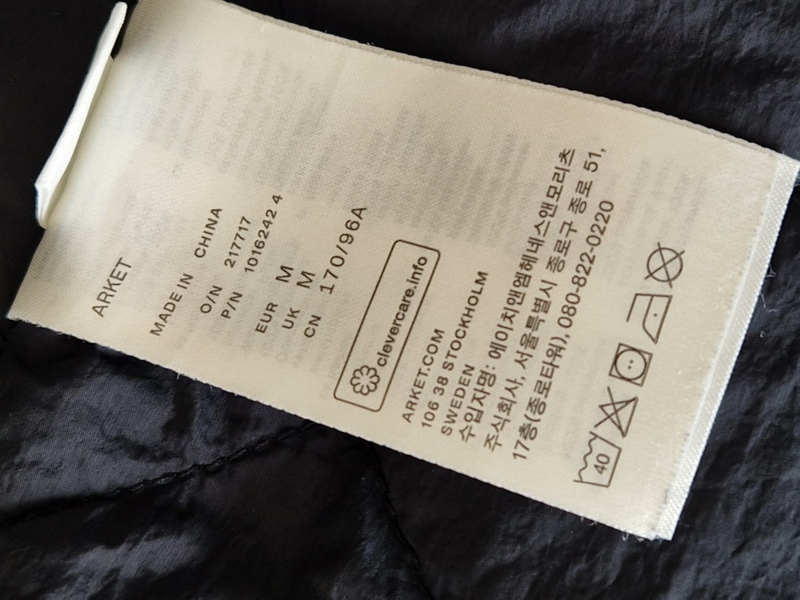 ARKET
MADE IN CHINA
O/N 217717
P/N 1016242 4
EUR M
UK M
CN 170/96A
clevercare.info
ARKET.COM
106 38 STOCKHOLM
SWEDEN
수입자명: 에이치앤엠헤네스앤모리츠
주식회사, 서울특별시 종로구 종로 51,
17층(종로타워), 080-822-0220
40